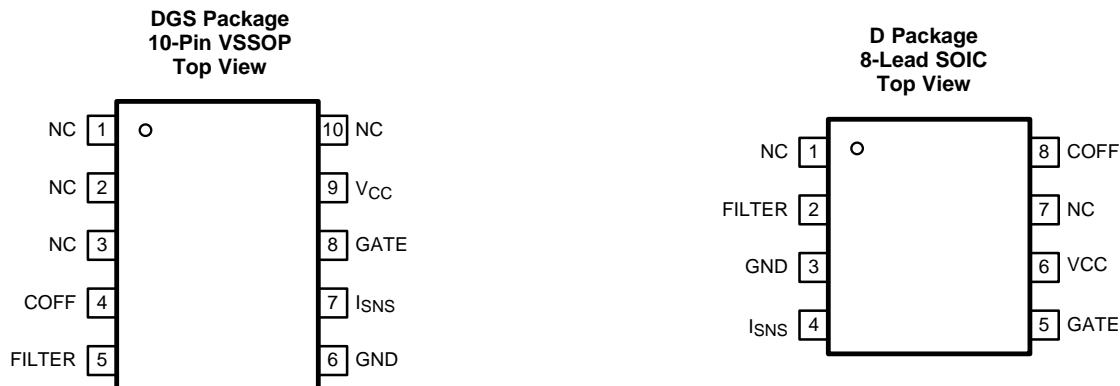 DGS Package
10-Pin VSSOP
Top View
NC 1 10 NC
NC 2 9 VCC
NC 3 8 GATE
COFF 4 7 ISNS
FILTER 5 6 GND
D Package
8-Lead SOIC
Top View
NC 1 8 COFF
FILTER 2 7 NC
GND 3 6 VCC
ISNS 4 5 GATE